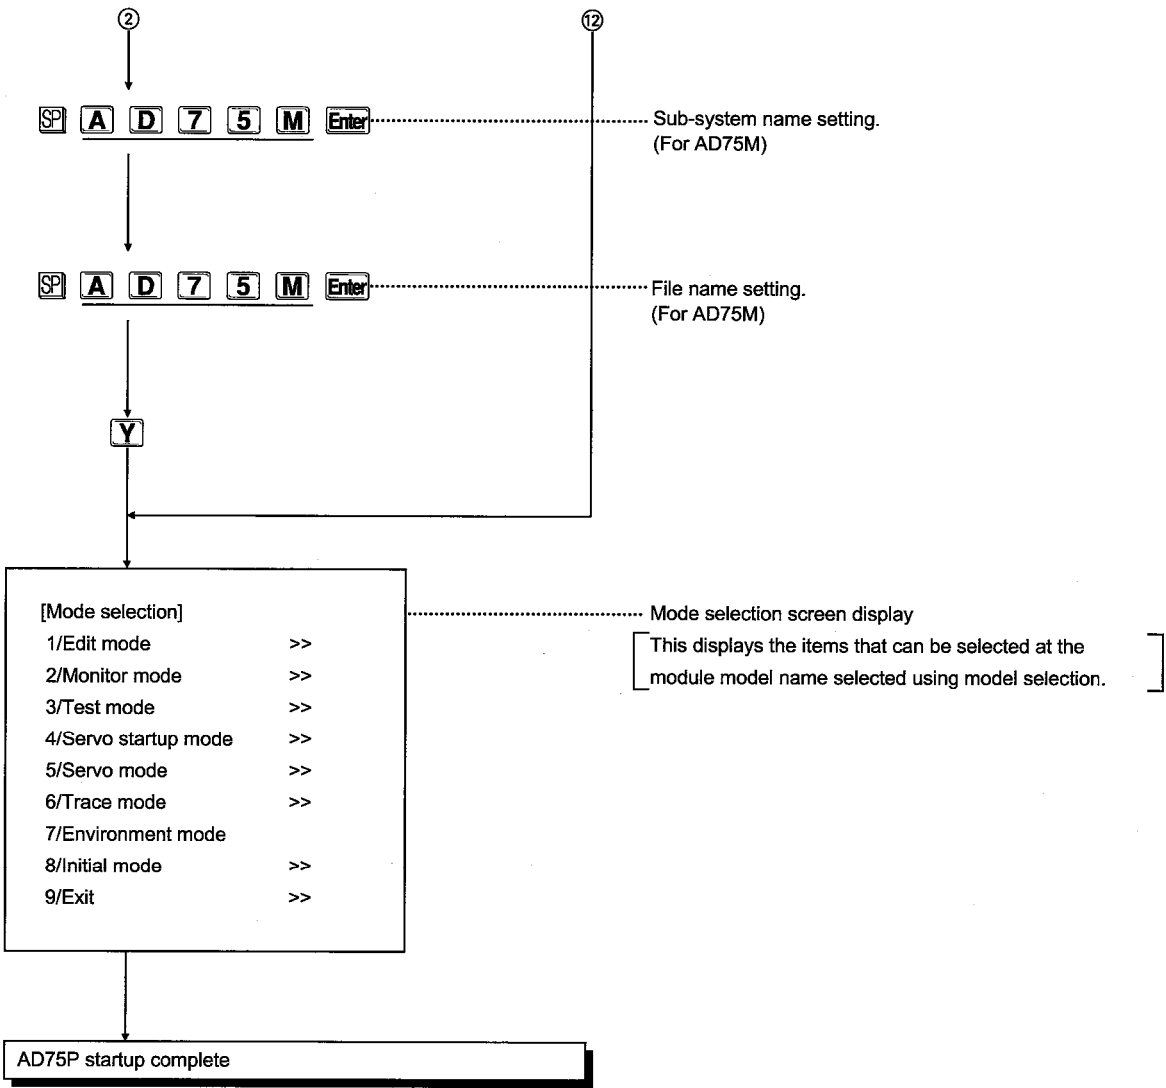 ② ⑫
SP A D 7 5 M Enter Sub-system name setting.
(For AD75M)
SP A D 7 5 M Enter File name setting.
(For AD75M)
Y
[Mode selection] Mode selection screen display
1/Edit mode >> This displays the items that can be selected at the
2/Monitor mode >> module model name selected using model selection.
3/Test mode >>
4/Servo startup mode >>
5/Servo mode >>
6/Trace mode >>
7/Environment mode
8/Initial mode >>
9/Exit >>
AD75P startup complete